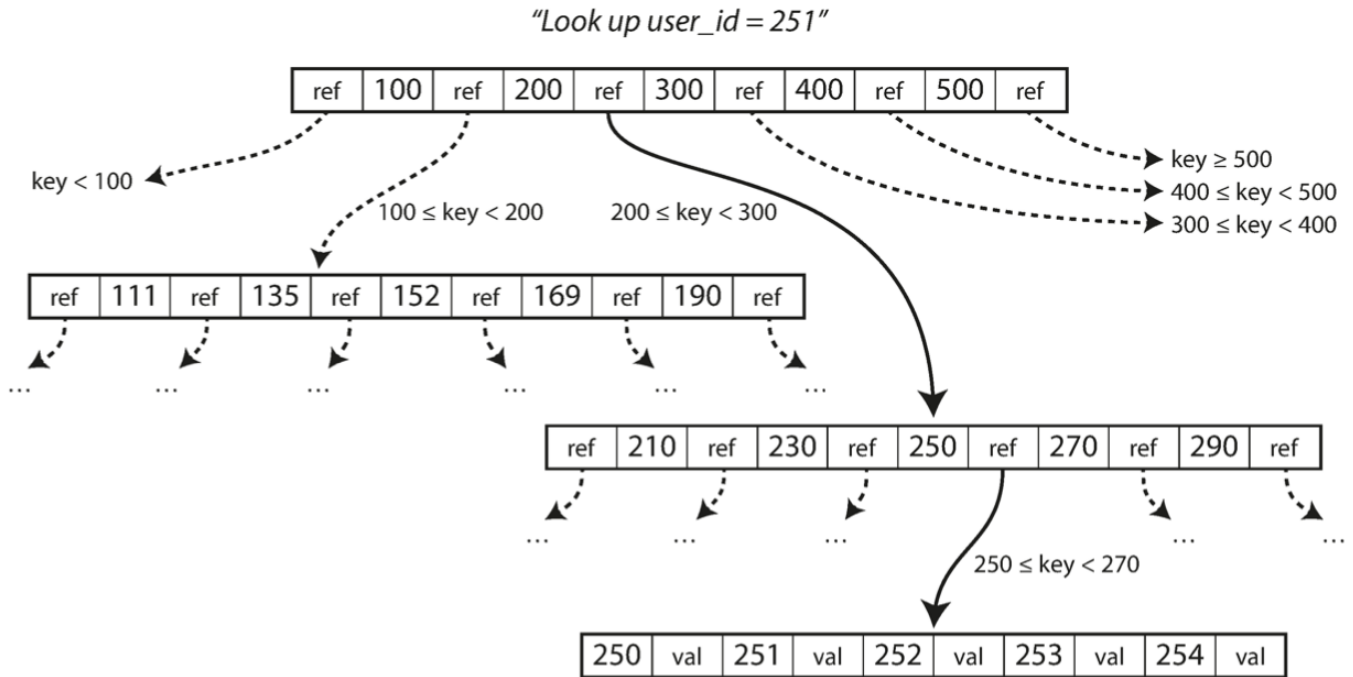 “Look up user_id = 251”
ref 100 ref 200 ref 300 ref 400 ref 500 ref
key < 100
100 ≤ key < 200
200 ≤ key < 300
key ≥ 500
400 ≤ key < 500
300 ≤ key < 400
ref 111 ref 135 ref 152 ref 169 ref 190 ref
... ... ... ... ... ...
ref 210 ref 230 ref 250 ref 270 ref 290 ref
... ... ... ... ...
250 ≤ key < 270
250 val 251 val 252 val 253 val 254 val